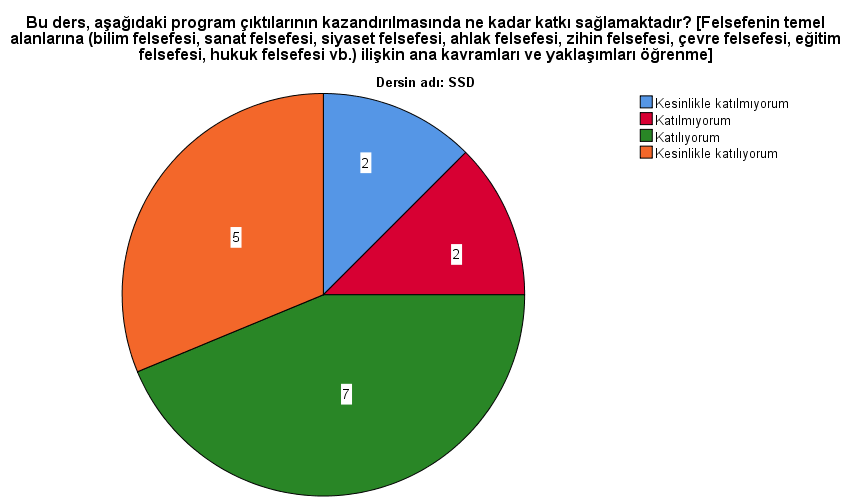 Bu ders, aşağıdaki program çıktılarının kazandırılmasında ne kadar katkı sağlamaktadır? [Felsefenin temel
alanlarına (bilim felsefesi, sanat felsefesi, siyaset felsefesi, ahlak felsefesi, zihin felsefesi, çevre felsefesi, eğitim
felsefesi, hukuk felsefesi vb.) ilişkin ana kavramları ve yaklaşımları öğrenme]
Dersin adı: SSD
Kesinlikle katılmıyorum
Katılmıyorum
Katılıyorum
Kesinlikle katılıyorum
2
5
2
7